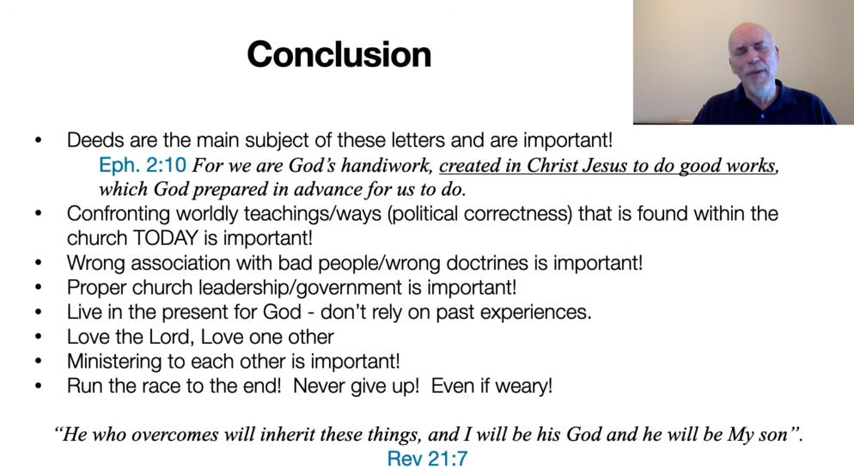 Conclusion
• Deeds are the main subject of these letters and are important!
Eph. 2:10 For we are God's handiwork, created in Christ Jesus to do good works,
which God prepared in advance for us to do.
• Confronting worldly teachings/ways (political correctness) that is found within the
church TODAY is important!
• Wrong association with bad people/wrong doctrines is important!
• Proper church leadership/government is important!
• Live in the present for God - don't rely on past experiences.
• Love the Lord, Love one other
• Ministering to each other is important!
• Run the race to the end! Never give up! Even if weary!
“He who overcomes will inherit these things, and I will be his God and he will be My son”.
Rev 21:7